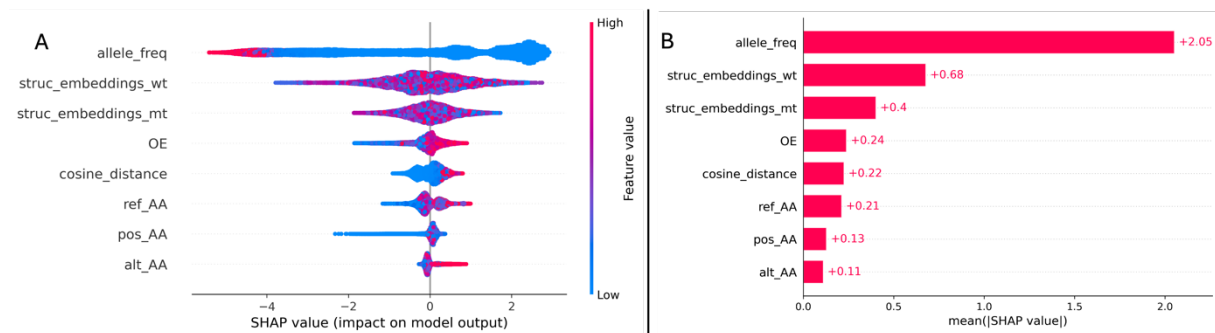 A
High
allele_freq
struc_embeddings_wt
struc_embeddings_mt
OE
cosine_distance
ref_AA
pos_AA
alt_AA
Feature value
Low
−4 −2 0 2
SHAP value (impact on model output)
B
allele_freq +2.05
struc_embeddings_wt +0.68
struc_embeddings_mt +0.4
OE +0.24
cosine_distance +0.22
ref_AA +0.21
pos_AA +0.13
alt_AA +0.11
0.0 0.5 1.0 1.5 2.0
mean(|SHAP value|)